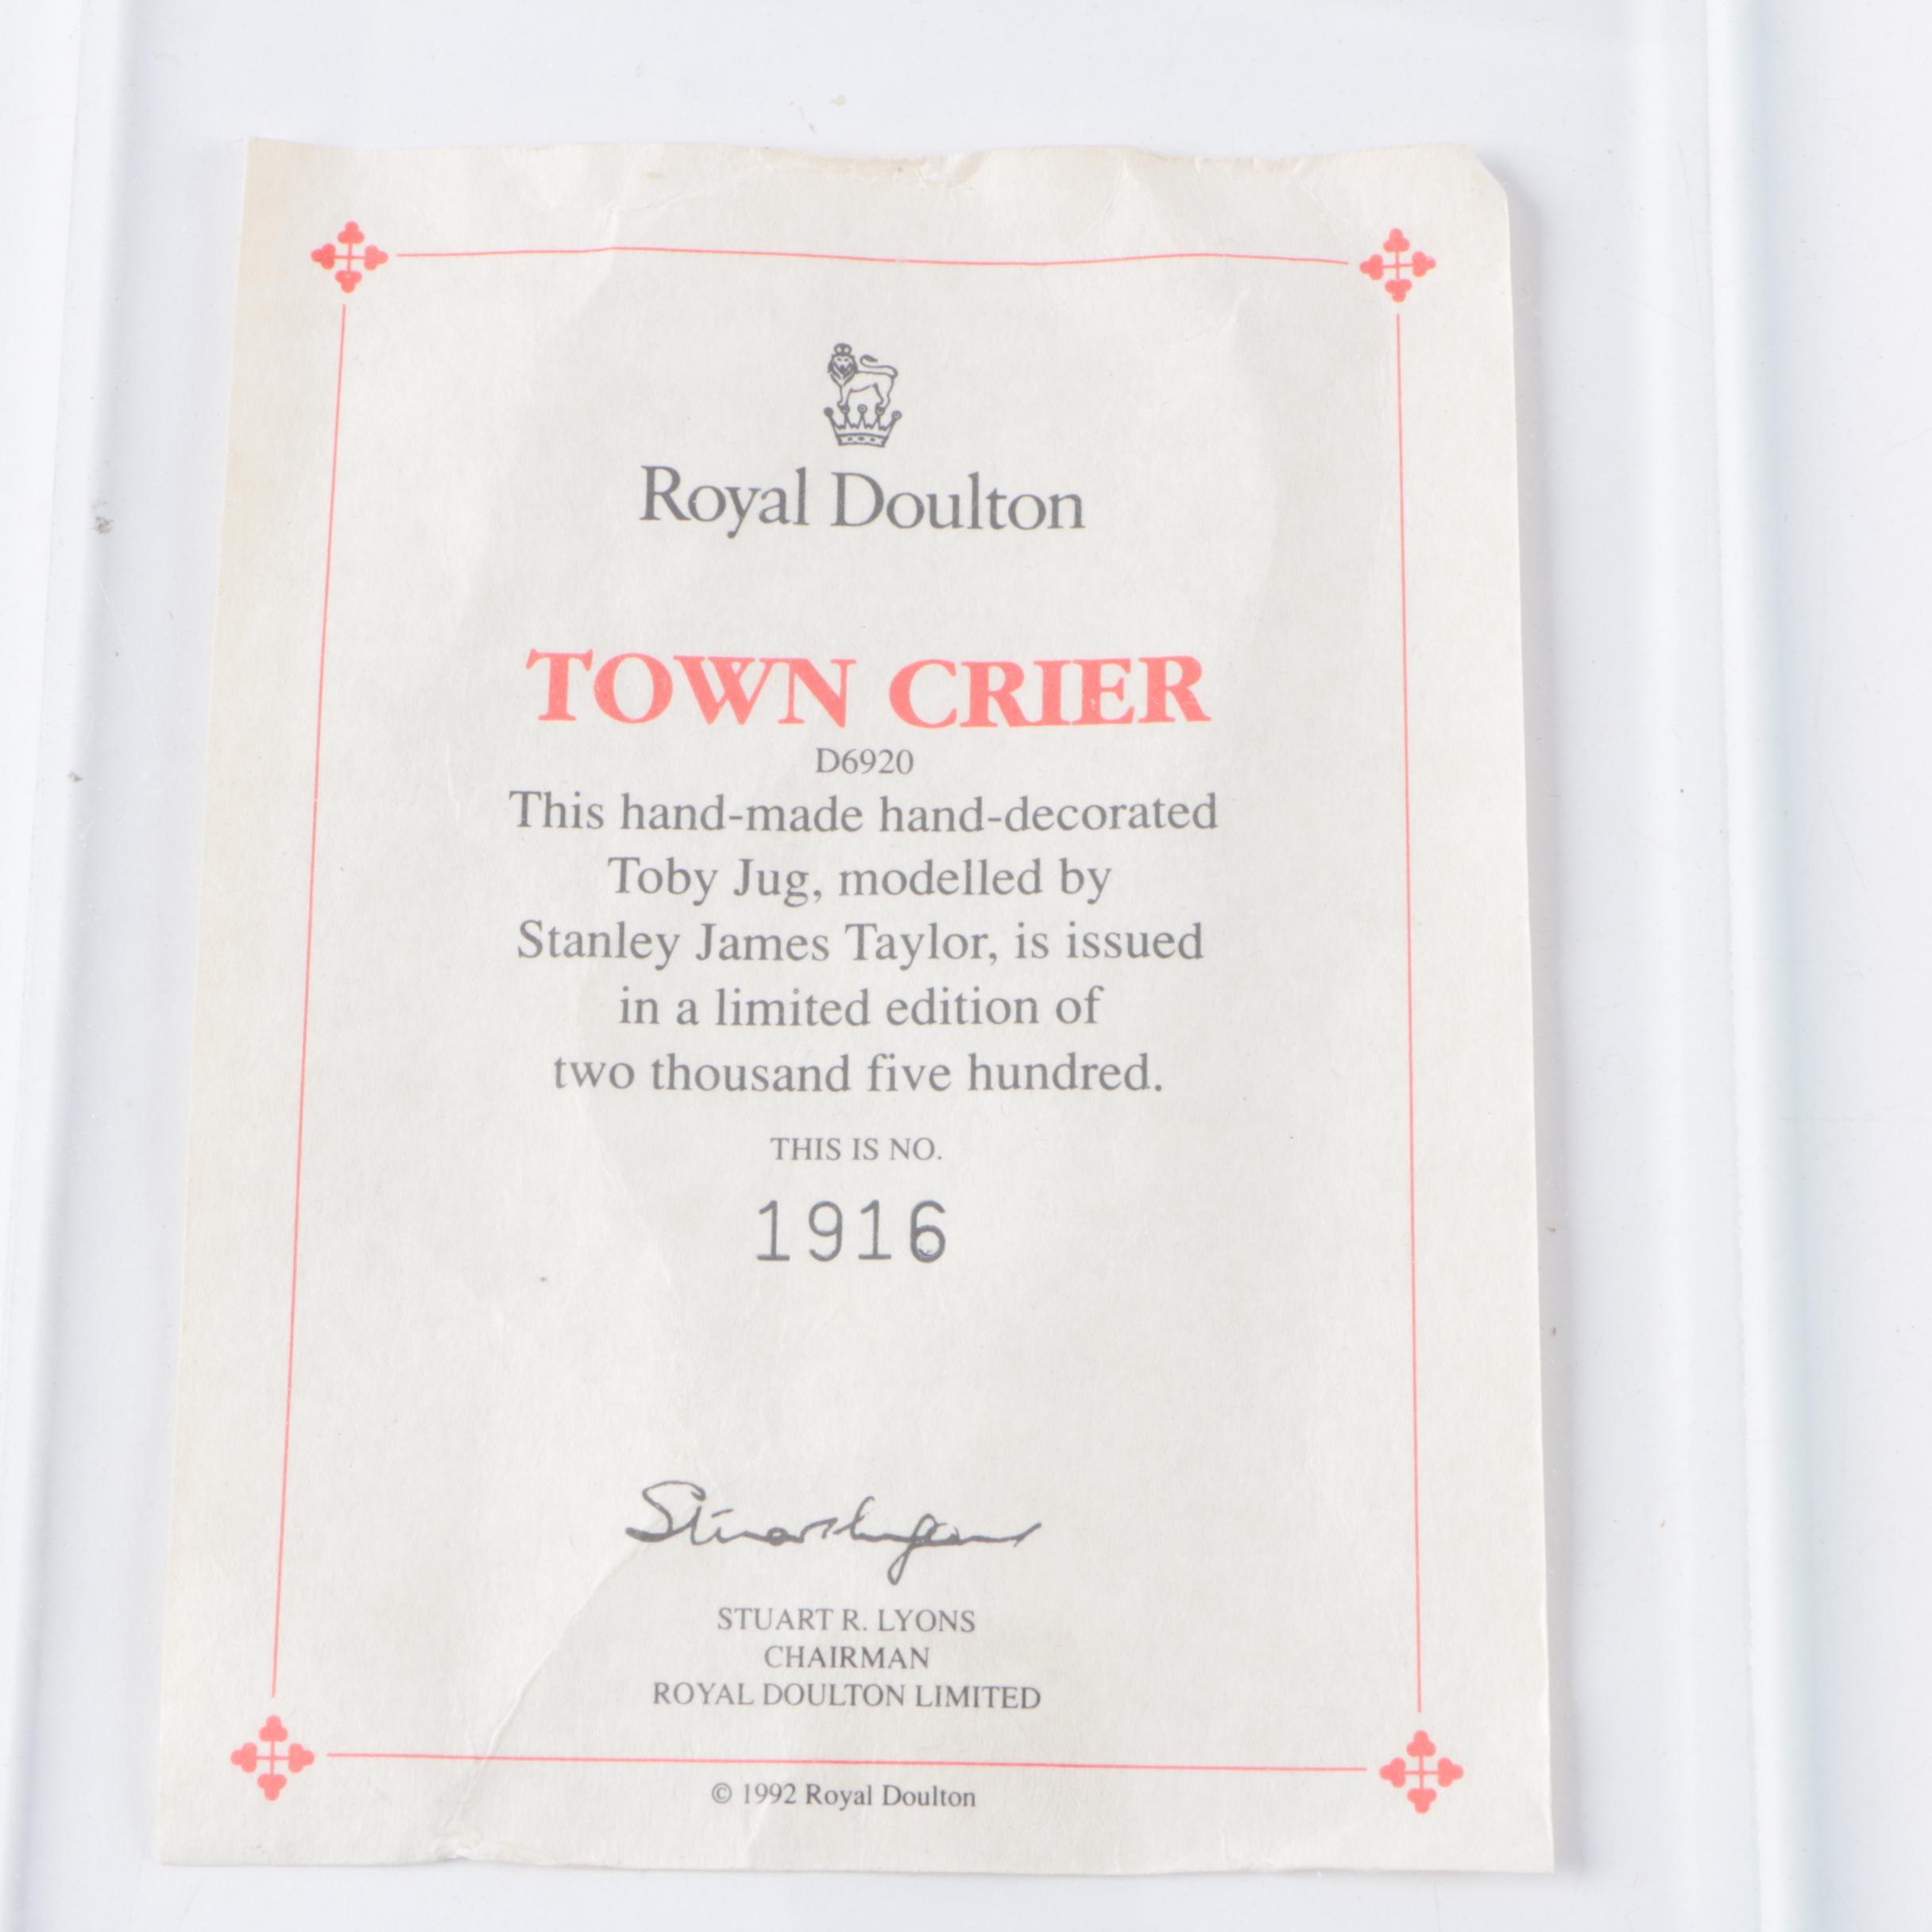 Royal Doulton
TOWN CRIER
D6920
This hand-made hand-decorated
Toby Jug, modelled by
Stanley James Taylor, is issued
in a limited edition of
two thousand five hundred.
THIS IS NO.
1916
Stuart Lyons
STUART R. LYONS
CHAIRMAN
ROYAL DOULTON LIMITED
© 1992 Royal Doulton